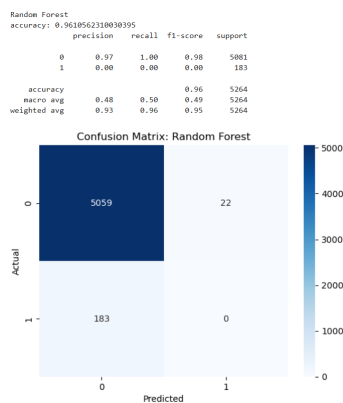 Random Forest
accuracy: 0.9610562310030395
precision recall f1-score support
0 0.97 1.00 0.98 5081
1 0.00 0.00 0.00 183
accuracy 0.96 5264
macro avg 0.48 0.50 0.49 5264
weighted avg 0.93 0.96 0.95 5264
Confusion Matrix: Random Forest
5000
0 5059 22
4000
3000
Actual
2000
1 183 0
1000
0
0 1
Predicted